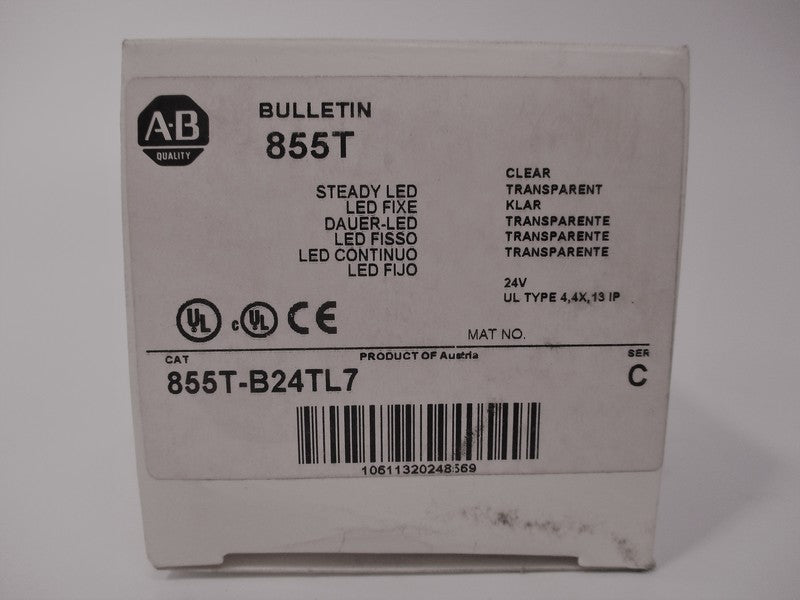 A·B
QUALITY
BULLETIN
855T
STEADY LED
LED FIXE
DAUER-LED
LED FISSO
LED CONTINUO
LED FIJO
CLEAR
TRANSPARENT
KLAR
TRANSPARENTE
TRANSPARENTE
TRANSPARENTE
24V
UL TYPE 4,4X,13 IP
UL c UL CE
MAT NO.
CAT
PRODUCT OF Austria
SER
855T-B24TL7
C
10611320248569